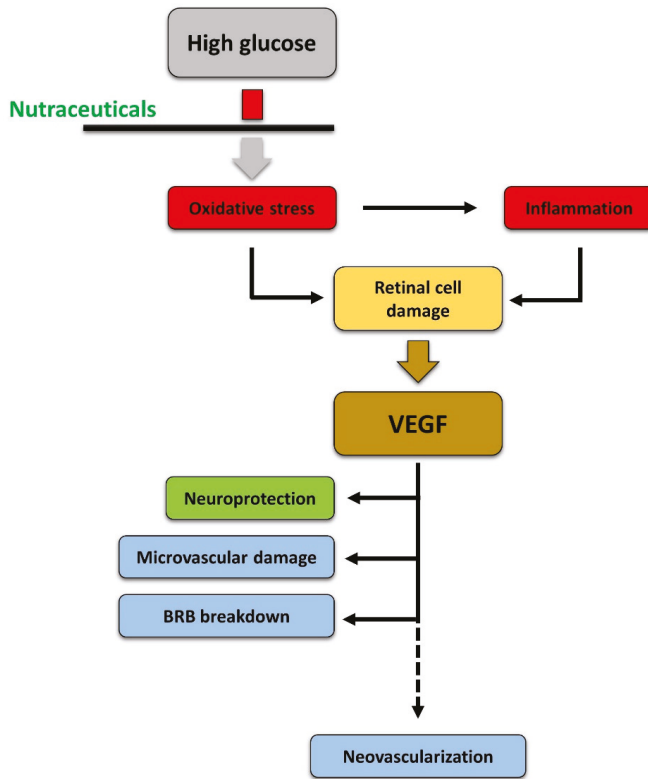 High glucose
Nutraceuticals
Oxidative stress
Inflammation
Retinal cell
damage
VEGF
Neuroprotection
Microvascular damage
BRB breakdown
Neovascularization